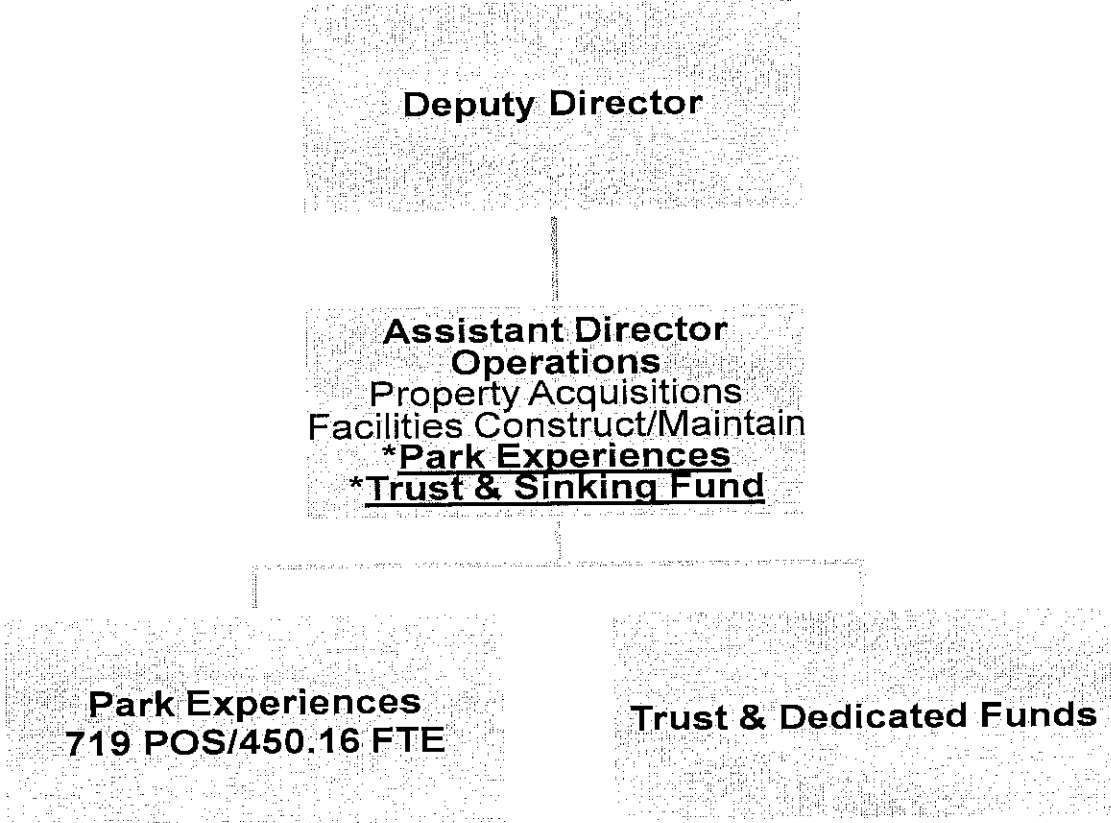 Deputy Director
Assistant Director
Operations
Property Acquisitions
Facilities Construct/Maintain
*Park Experiences
*Trust & Sinking Fund
Park Experiences
719 POS/450.16 FTE
Trust & Dedicated Funds